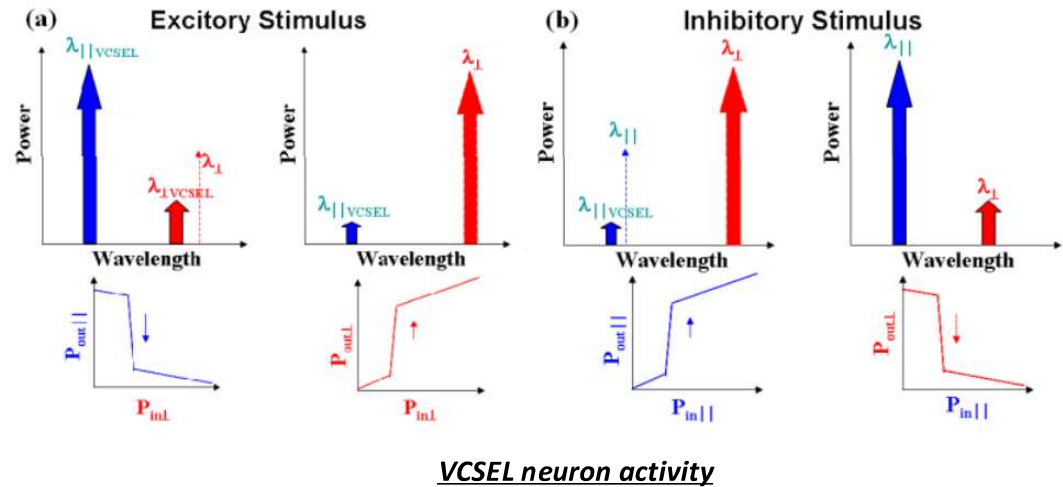 (a) Excitory Stimulus
(b) Inhibitory Stimulus
λ||VCSEL
λ⊥
λ⊥VCSEL
Power
Wavelength
λ⊥
λ||VCSEL
Power
Wavelength
λ⊥
λ||
λ||VCSEL
Power
Wavelength
λ||
λ⊥
Power
Wavelength
Pout||
Pin⊥
Pout⊥
Pin⊥
Pout||
Pin||
Pout⊥
Pin||
VCSEL neuron activity